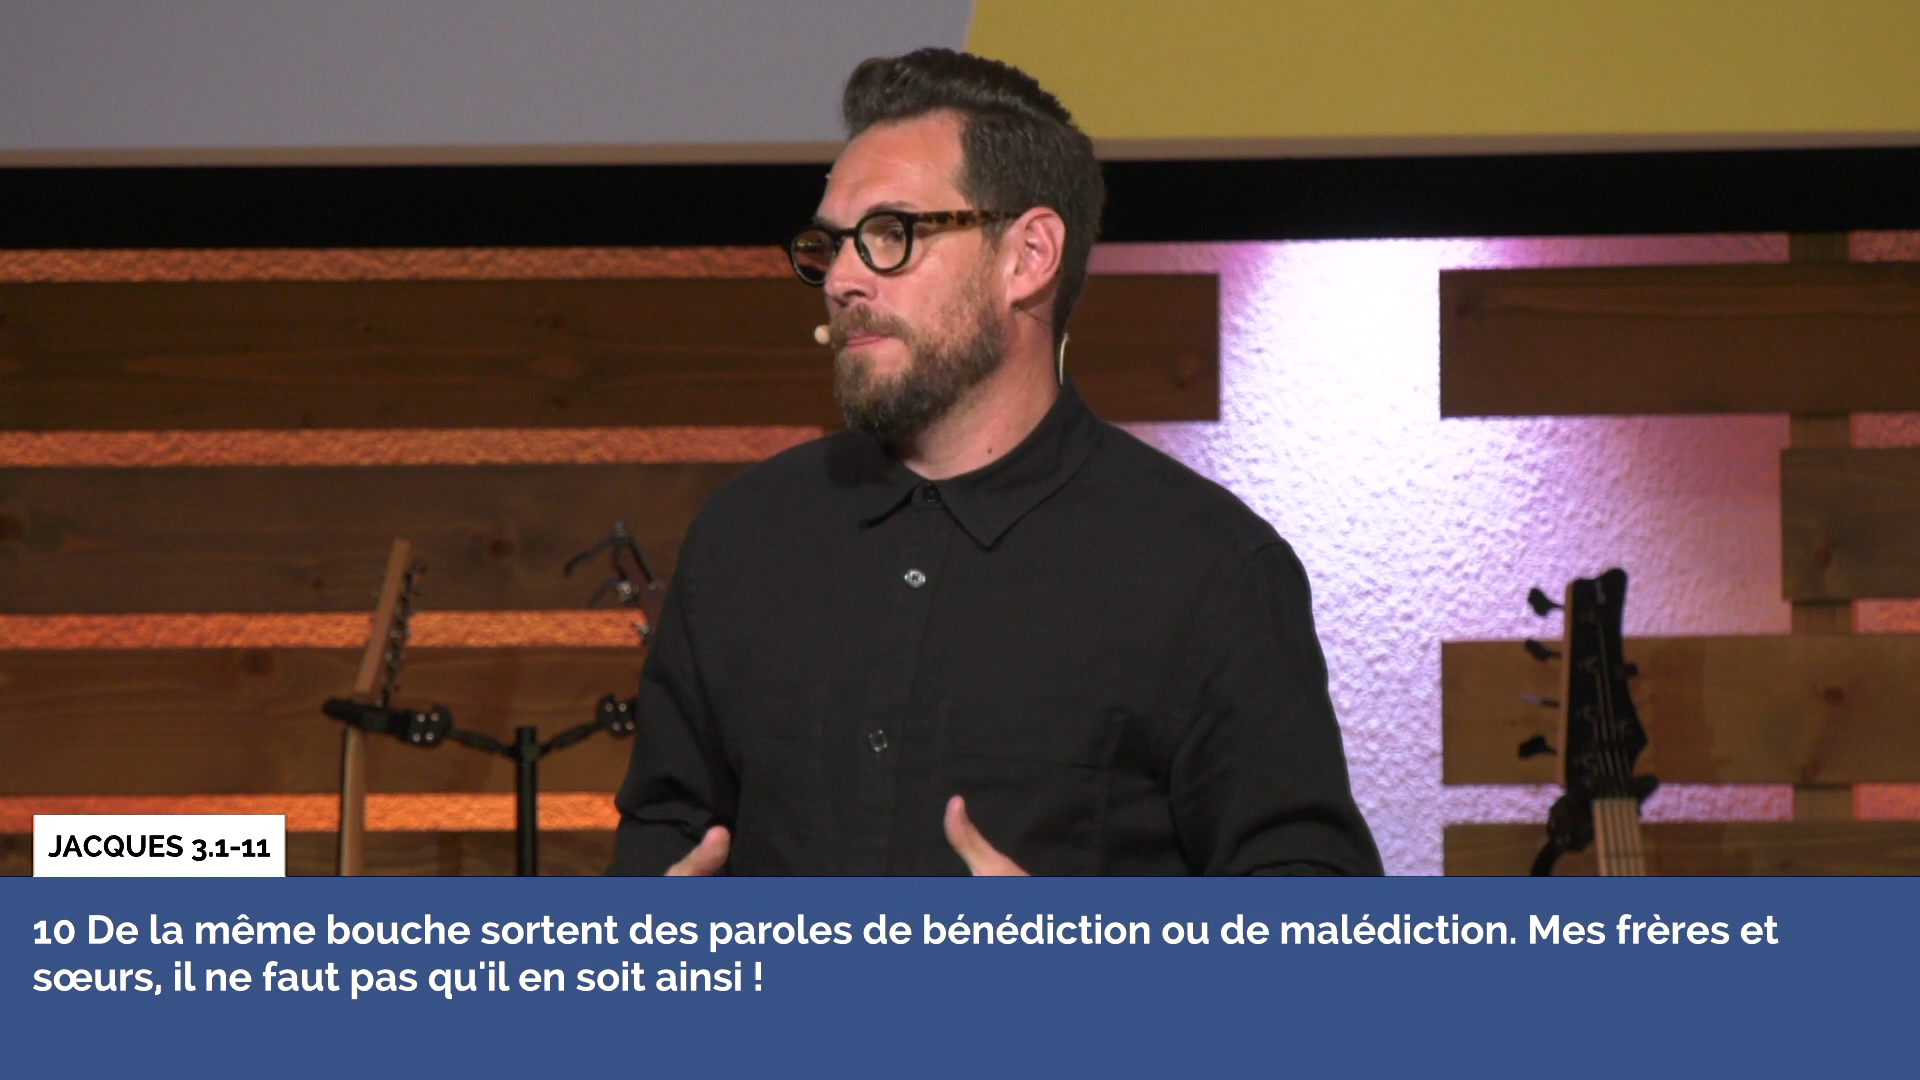 JACQUES 3.1-11
10 De la même bouche sortent des paroles de bénédiction ou de malédiction. Mes frères et
sœurs, il ne faut pas qu'il en soit ainsi !